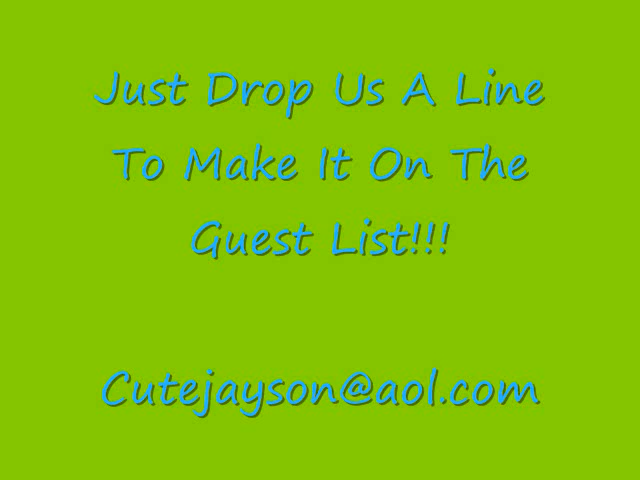 Just Drop Us A Line
To Make It On The
Guest List!!!
Cutejayson@aol.com